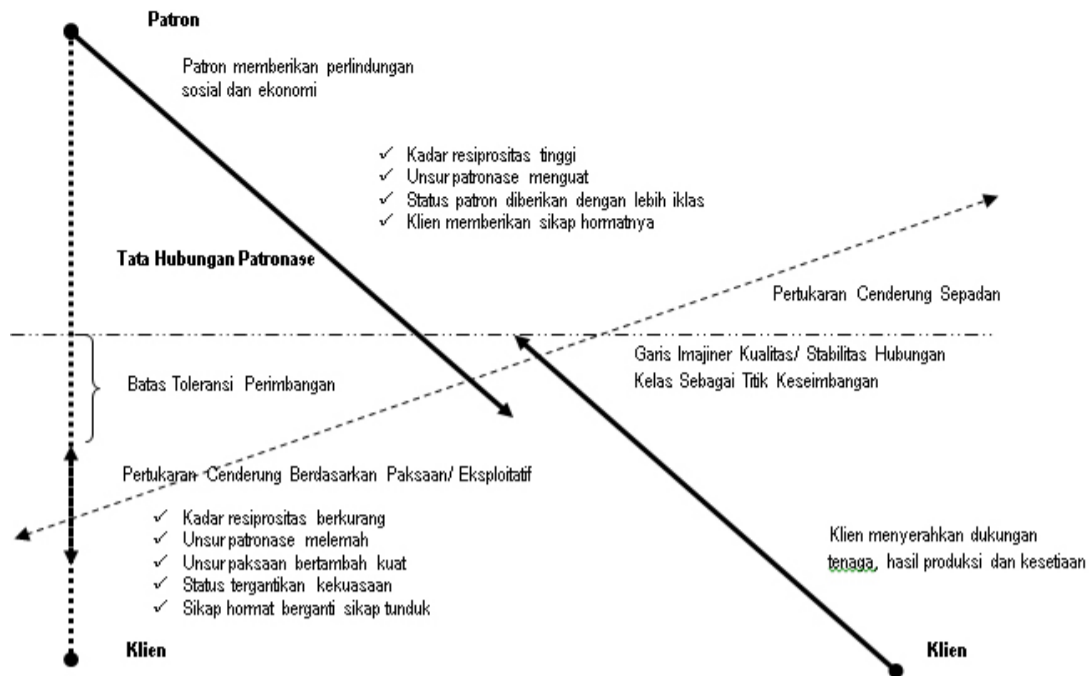 Patron
Patron memberikan perlindungan
sosial dan ekonomi
✓ Kadar resiprositas tinggi
✓ Unsur patronase menguat
✓ Status patron diberikan dengan lebih iklas
✓ Klien memberikan sikap hormatnya
Tata Hubungan Patronase
Pertukaran Cenderung Sepadan
Garis Imajiner Kualitas/ Stabilitas Hubungan
Kelas Sebagai Titik Keseimbangan
Batas Toleransi Perimbangan
Pertukaran Cenderung Berdasarkan Paksaan/ Eksploitatif
✓ Kadar resiprositas berkurang
✓ Unsur patronase melemah
✓ Unsur paksaan bertambah kuat
✓ Status tergantikan kekuasaan
✓ Sikap hormat berganti sikap tunduk
Klien menyerahkan dukungan
tenaga, hasil produksi dan kesetiaan
Klien
Klien